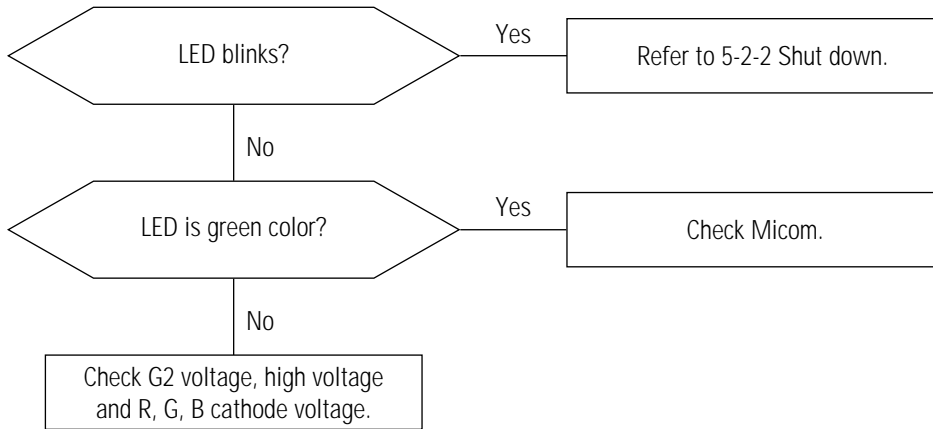 LED blinks?
Yes
Refer to 5-2-2 Shut down.
No
LED is green color?
Yes
Check Micom.
No
Check G2 voltage, high voltage
and R, G, B cathode voltage.